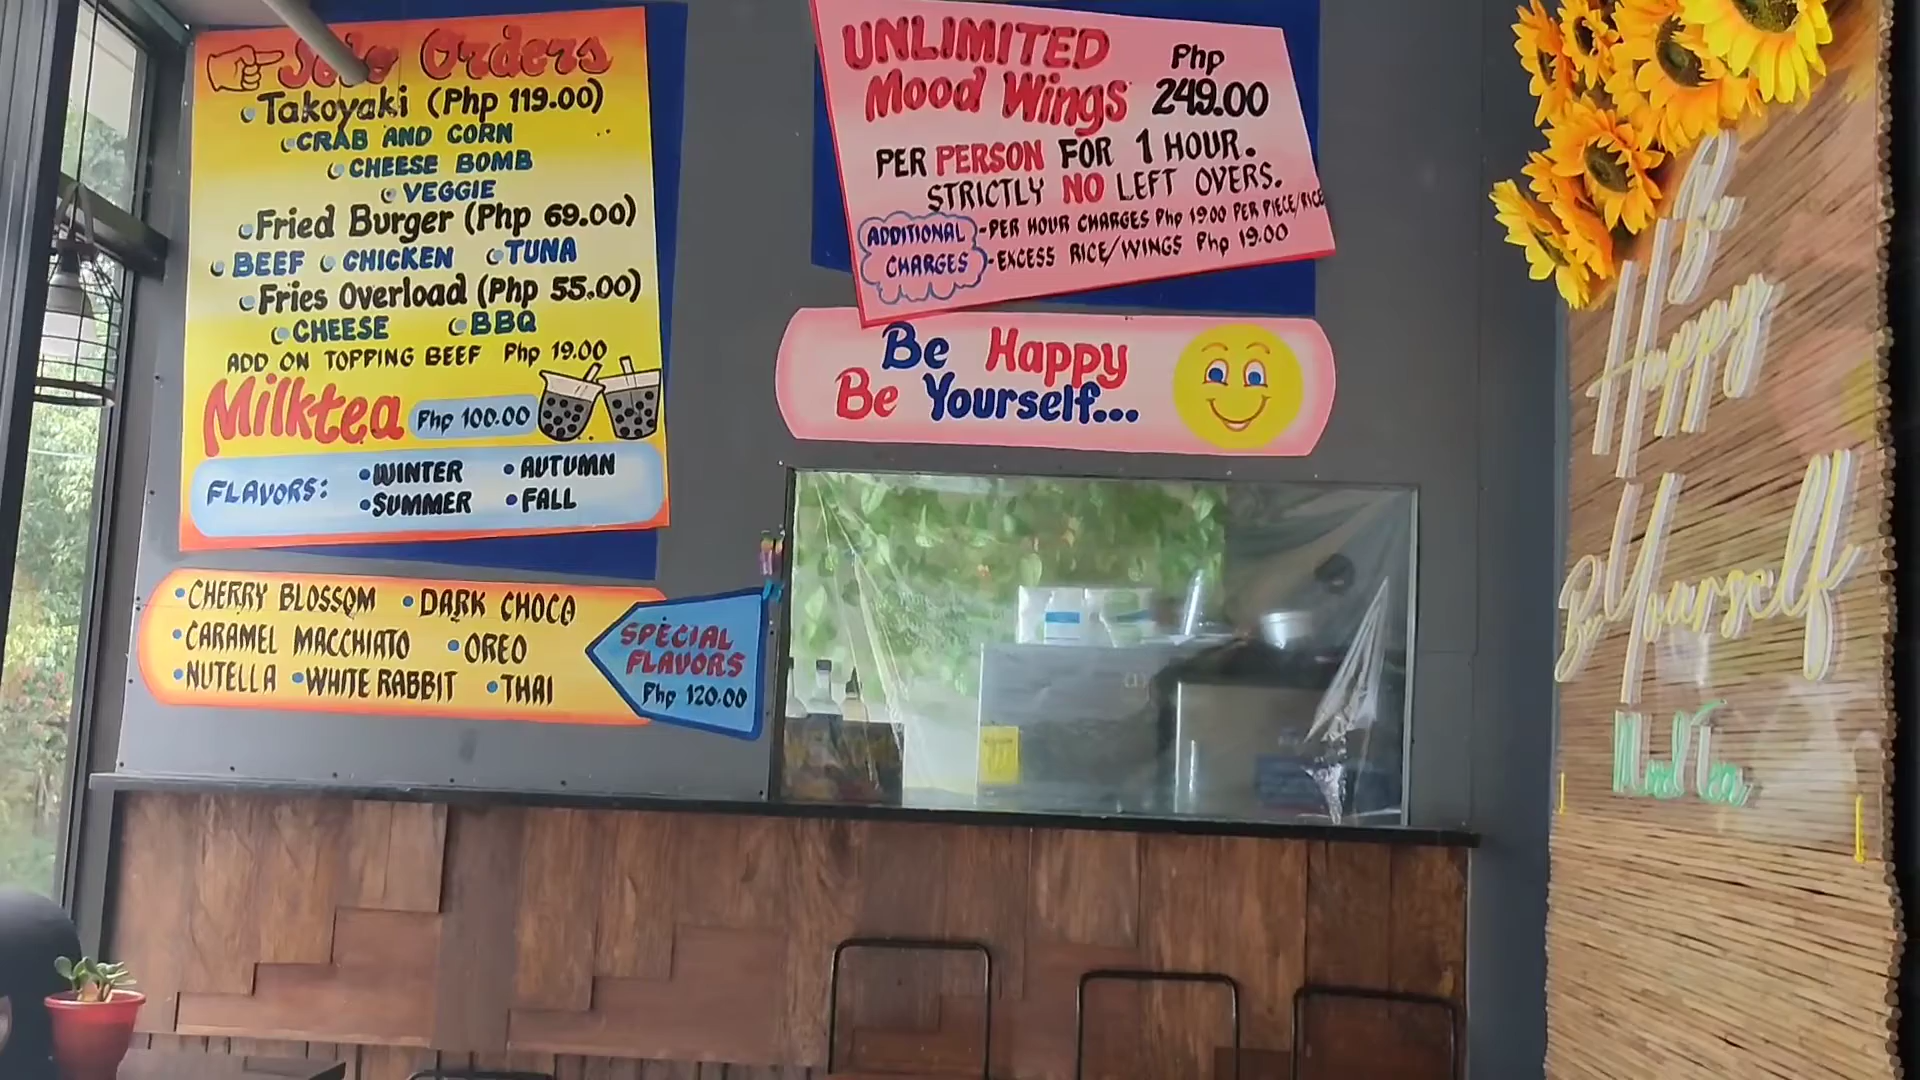 Solo Orders
Takoyaki (Php 119.00)
CRAB AND CORN
CHEESE BOMB
VEGGIE
Fried Burger (Php 69.00)
BEEF CHICKEN TUNA
Fries Overload (Php 55.00)
CHEESE BBQ
ADD ON TOPPING BEEF Php 19.00
Milktea Php 100.00
FLAVORS: •WINTER •AUTUMN
•SUMMER •FALL
•CHERRY BLOSSOM •DARK CHOCO
•CARAMEL MACCHIATO •OREO
•NUTELLA •WHITE RABBIT •THAI
SPECIAL
FLAVORS
Php 120.00
UNLIMITED Php
Mood Wings 249.00
PER PERSON FOR 1 HOUR.
STRICTLY NO LEFT OVERS.
ADDITIONAL CHARGES
-PER HOUR CHARGES Php 19.00 PER PIECE/RICE
-EXCESS RICE/WINGS Php 19.00
Be Happy
Be Yourself...
Be
Happy
Be Yourself
Mood Tea